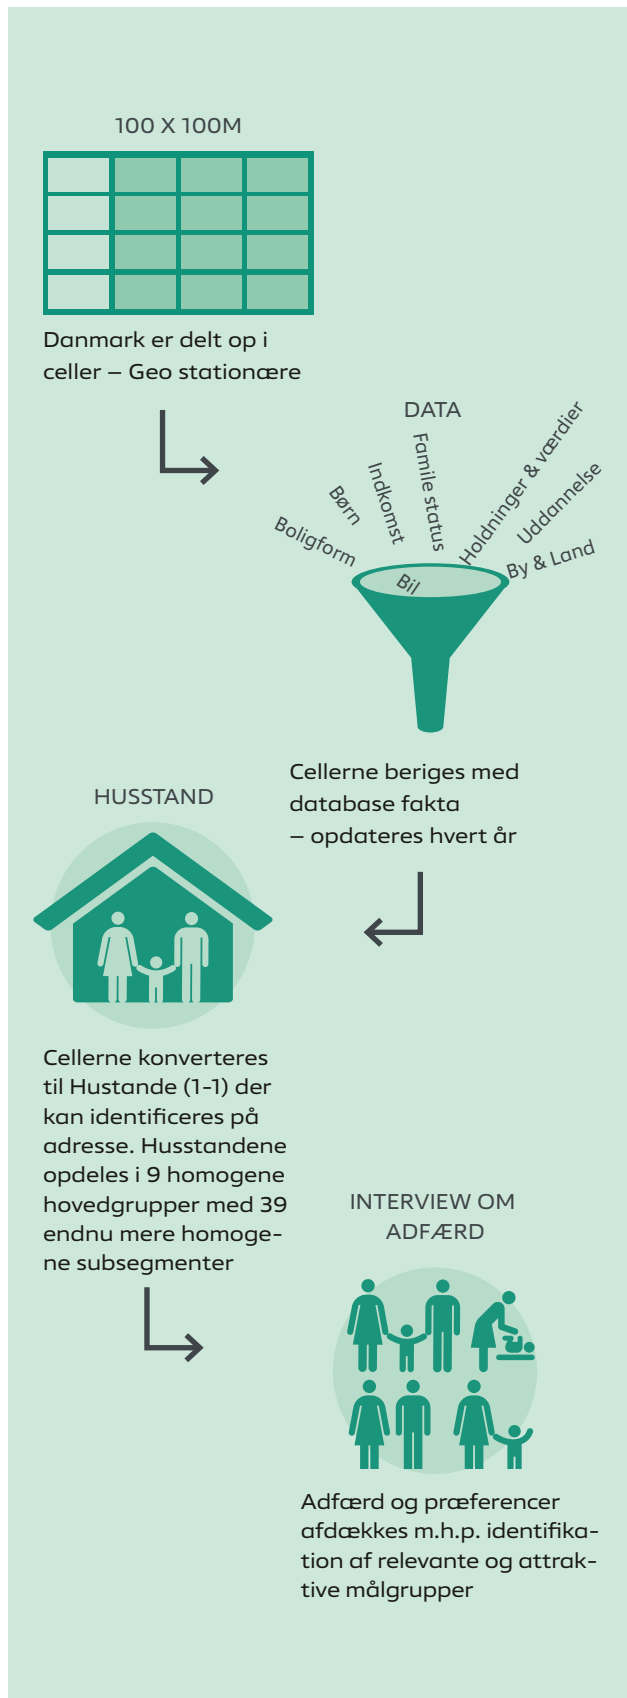 100 X 100M
Danmark er delt op i
celler – Geo stationære
DATA
Boligform
Børn
Indkomst
Famile status
Holdninger & værdier
Uddannelse
By & Land
Bil
Cellerne beriges med
database fakta
– opdateres hvert år
HUSSTAND
Cellerne konverteres
til Hustande (1-1) der
kan identificeres på
adresse. Husstandene
opdeles i 9 homogene
hovedgrupper med 39
endnu mere homoge-
ne subsegmenter
INTERVIEW OM
ADFÆRD
Adfærd og præferencer
afdækkes m.h.p. identifika-
tion af relevante og attrak-
tive målgrupper